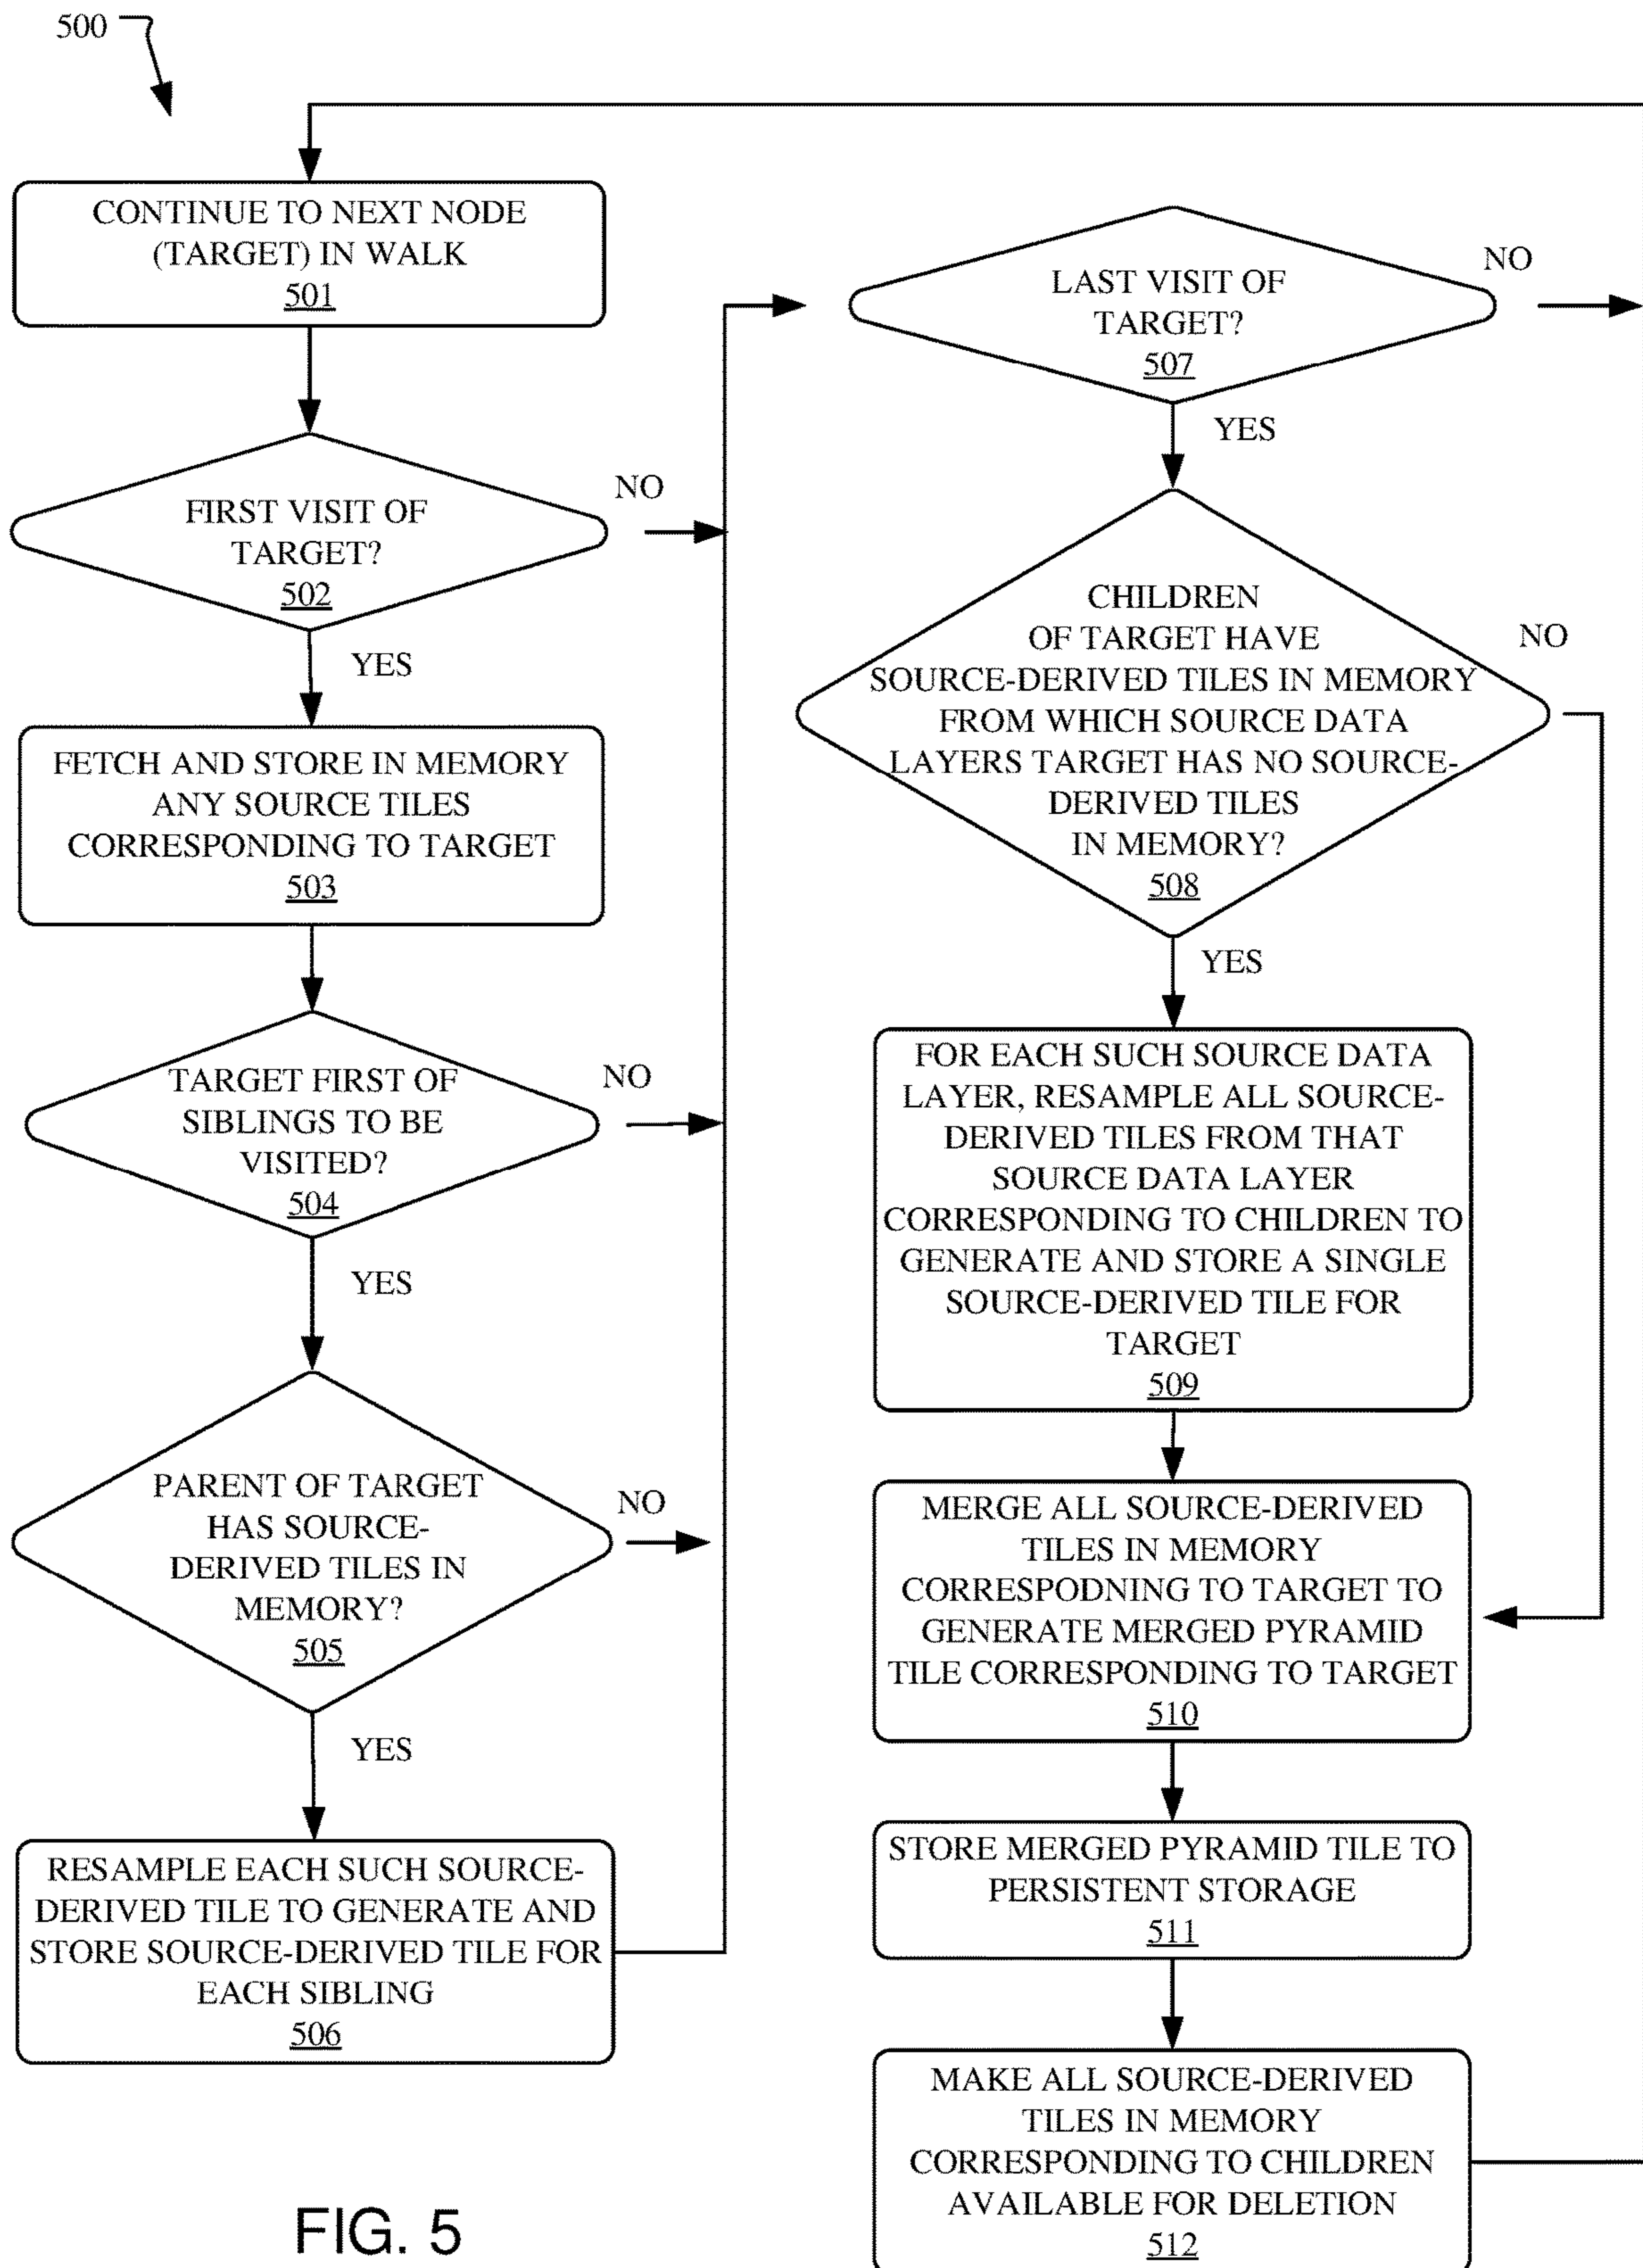 500
CONTINUE TO NEXT NODE
(TARGET) IN WALK
501
FIRST VISIT OF
TARGET?
502
NO
YES
FETCH AND STORE IN MEMORY
ANY SOURCE TILES
CORRESPONDING TO TARGET
503
TARGET FIRST OF
SIBLINGS TO BE
VISITED?
504
NO
YES
PARENT OF TARGET
HAS SOURCE-
DERIVED TILES IN
MEMORY?
505
NO
YES
RESAMPLE EACH SUCH SOURCE-
DERIVED TILE TO GENERATE AND
STORE SOURCE-DERIVED TILE FOR
EACH SIBLING
506
LAST VISIT OF
TARGET?
507
NO
YES
CHILDREN
OF TARGET HAVE
SOURCE-DERIVED TILES IN MEMORY
FROM WHICH SOURCE DATA
LAYERS TARGET HAS NO SOURCE-
DERIVED TILES
IN MEMORY?
508
NO
YES
FOR EACH SUCH SOURCE DATA
LAYER, RESAMPLE ALL SOURCE-
DERIVED TILES FROM THAT
SOURCE DATA LAYER
CORRESPONDING TO CHILDREN TO
GENERATE AND STORE A SINGLE
SOURCE-DERIVED TILE FOR
TARGET
509
MERGE ALL SOURCE-DERIVED
TILES IN MEMORY
CORRESPODNING TO TARGET TO
GENERATE MERGED PYRAMID
TILE CORRESPONDING TO TARGET
510
STORE MERGED PYRAMID TILE TO
PERSISTENT STORAGE
511
MAKE ALL SOURCE-DERIVED
TILES IN MEMORY
CORRESPONDING TO CHILDREN
AVAILABLE FOR DELETION
512
FIG. 5